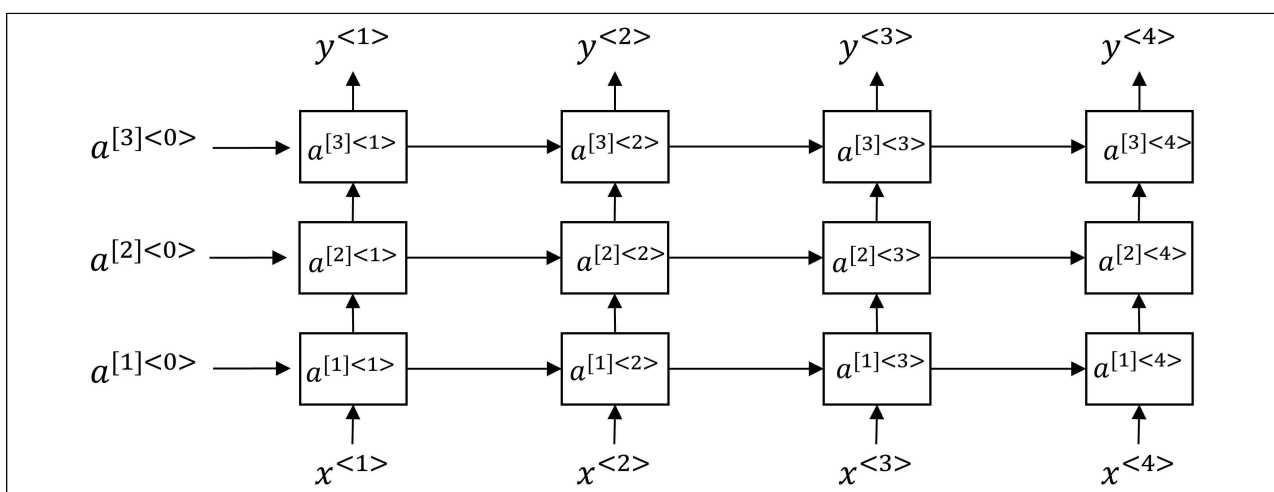 y<1> y<2> y<3> y<4>
a[3]<0> a[3]<1> a[3]<2> a[3]<3> a[3]<4>
a[2]<0> a[2]<1> a[2]<2> a[2]<3> a[2]<4>
a[1]<0> a[1]<1> a[1]<2> a[1]<3> a[1]<4>
x<1> x<2> x<3> x<4>